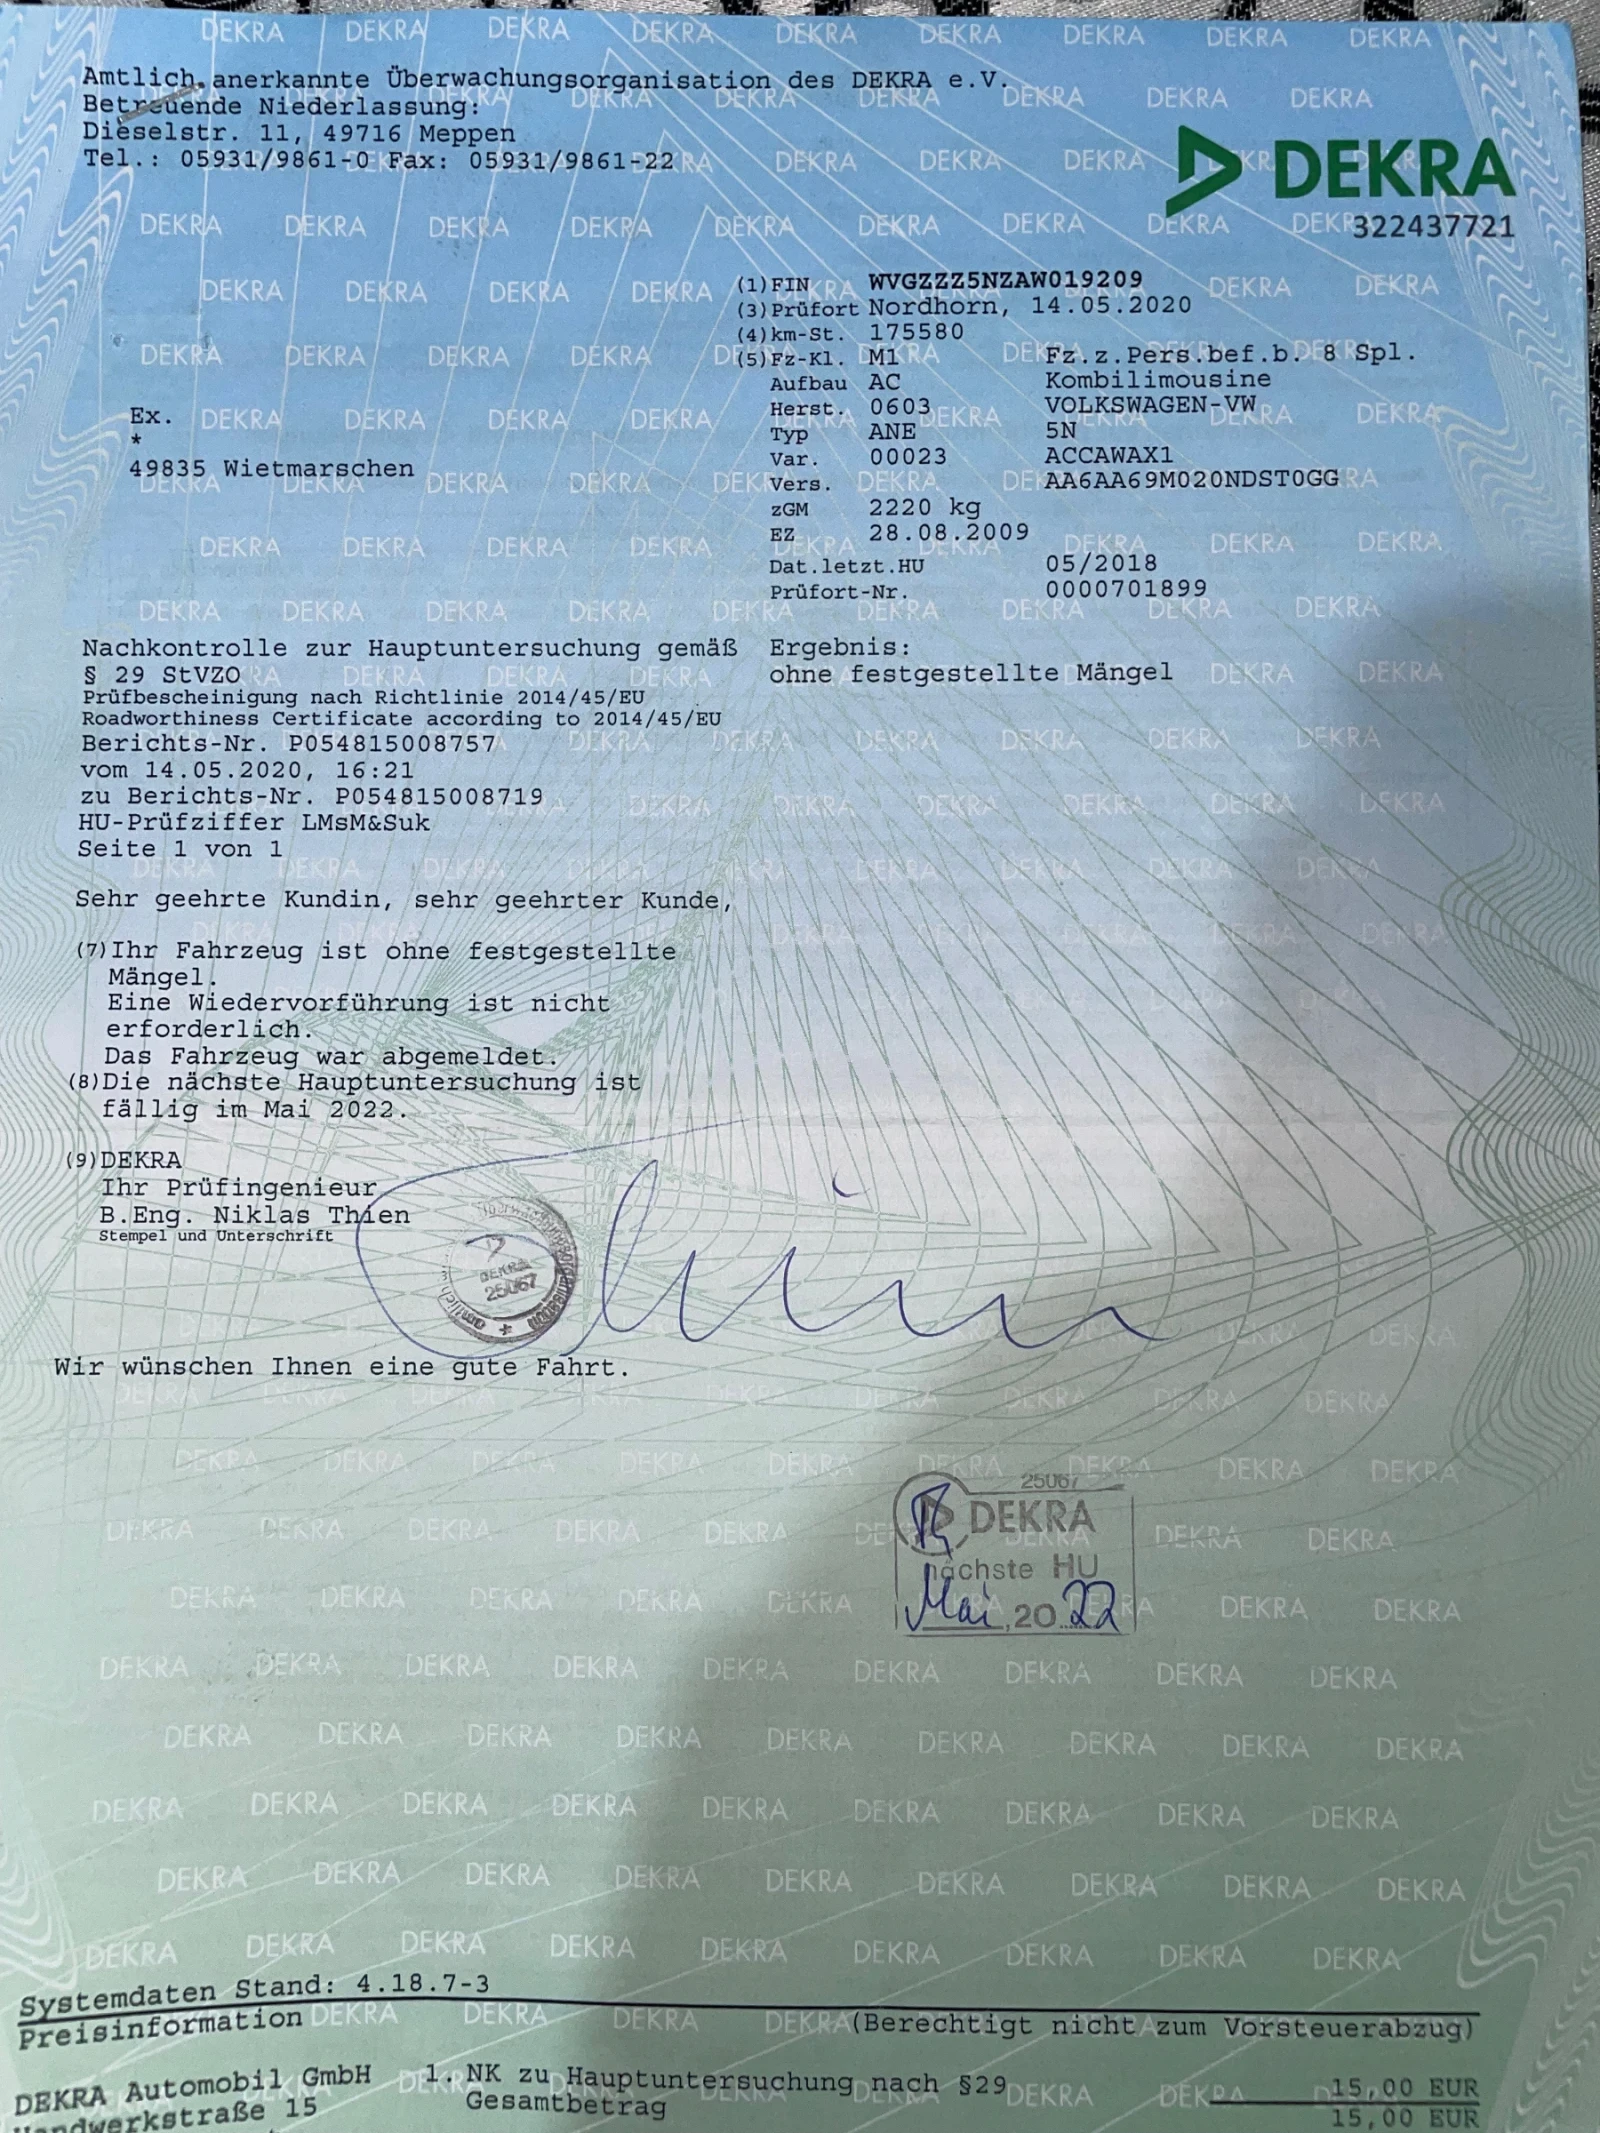 Amtlich anerkannte Überwachungsorganisation des DEKRA e.V.
Betreuende Niederlassung:
Dieselstr. 11, 49716 Meppen
Tel.: 05931/9861-0 Fax: 05931/9861-22
DEKRA
322437721
(1) FIN WVGZZZ5NZAW019209
(3) Prüfort Nordhorn, 14.05.2020
(4) km-St. 175580
(5) Fz-Kl. M1 Fz.z.Pers.bef.b. 8 Spl.
Aufbau AC Kombilimousine
Herst. 0603 VOLKSWAGEN-VW
Typ ANE 5N
Var. 00023 ACCAWAX1
Vers. AA6AA69M020NDST0GG
zGM 2220 kg
EZ 28.08.2009
Dat.letzt.HU 05/2018
Prüfort-Nr. 0000701899
Ex.
*
49835 Wietmarschen
Nachkontrolle zur Hauptuntersuchung gemäß
§ 29 StVZO
Prüfbescheinigung nach Richtlinie 2014/45/EU
Roadworthiness Certificate according to 2014/45/EU
Berichts-Nr. P054815008757
vom 14.05.2020, 16:21
zu Berichts-Nr. P054815008719
HU-Prüfziffer LMsM&Suk
Seite 1 von 1
Ergebnis:
ohne festgestellte Mängel
Sehr geehrte Kundin, sehr geehrter Kunde,
(7) Ihr Fahrzeug ist ohne festgestellte
Mängel.
Eine Wiedervorführung ist nicht
erforderlich.
Das Fahrzeug war abgemeldet.
(8) Die nächste Hauptuntersuchung ist
fällig im Mai 2022.
(9) DEKRA
Ihr Prüfingenieur
B.Eng. Niklas Thien
Stempel und Unterschrift
DEKRA
25067
Wir wünschen Ihnen eine gute Fahrt.
25067
DEKRA
nächste HU
Mai, 20 22
Systemdaten Stand: 4.18.7-3
Preisinformation (Berechtigt nicht zum Vorsteuerabzug)
DEKRA Automobil GmbH 1. NK zu Hauptuntersuchung nach §29 15,00 EUR
Handwerkstraße 15 Gesamtbetrag 15,00 EUR